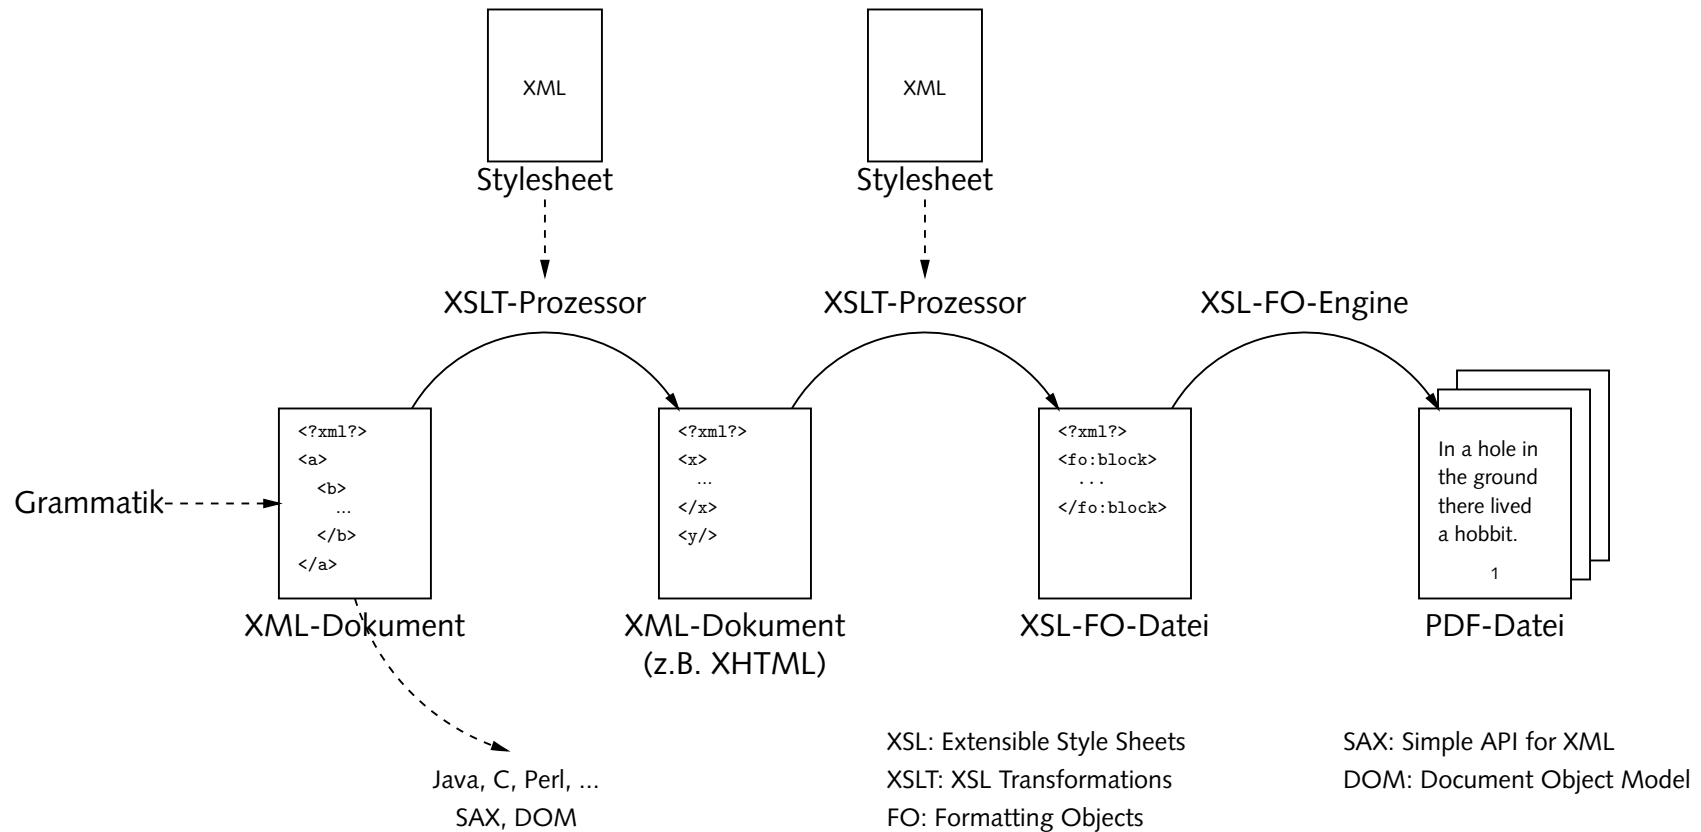 XML
XML
Stylesheet
Stylesheet
XSLT-Prozessor
XSLT-Prozessor
XSL-FO-Engine
Grammatik
<?xml?>
<a>
<b>
...
</b>
</a>
XML-Dokument
<?xml?>
<x>
...
</x>
<y/>
XML-Dokument
(z.B. XHTML)
<?xml?>
<fo:block>
...
</fo:block>
XSL-FO-Datei
In a hole in
the ground
there lived
a hobbit.
1
PDF-Datei
Java, C, Perl, ...
SAX, DOM
XSL: Extensible Style Sheets
XSLT: XSL Transformations
FO: Formatting Objects
SAX: Simple API for XML
DOM: Document Object Model